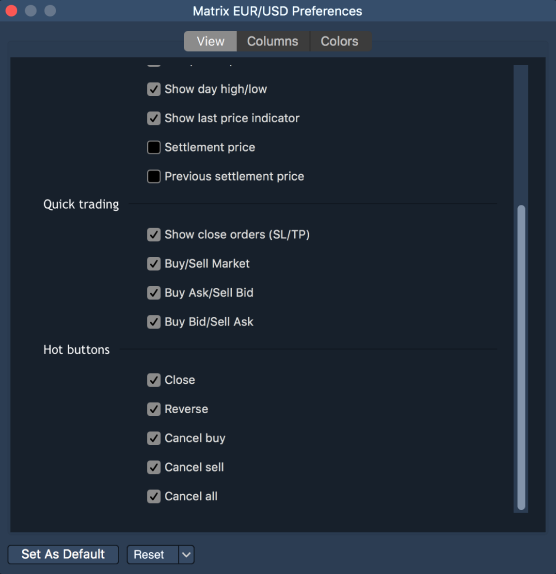 Matrix EUR/USD Preferences
View Columns Colors
Show day high/low
Show last price indicator
Settlement price
Previous settlement price
Quick trading
Show close orders (SL/TP)
Buy/Sell Market
Buy Ask/Sell Bid
Buy Bid/Sell Ask
Hot buttons
Close
Reverse
Cancel buy
Cancel sell
Cancel all
Set As Default Reset